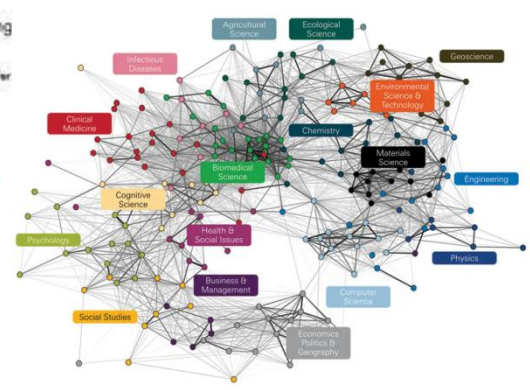 Agricultural
Science
Ecological
Science
Geoscience
Infectious
Diseases
Environmental
Science &
Technology
Clinical
Medicine
Chemistry
Materials
Science
Biomedical
Science
Engineering
Cognitive
Science
Psychology
Health &
Social Issues
Physics
Business &
Management
Computer
Science
Social Studies
Economics
Politics &
Geography